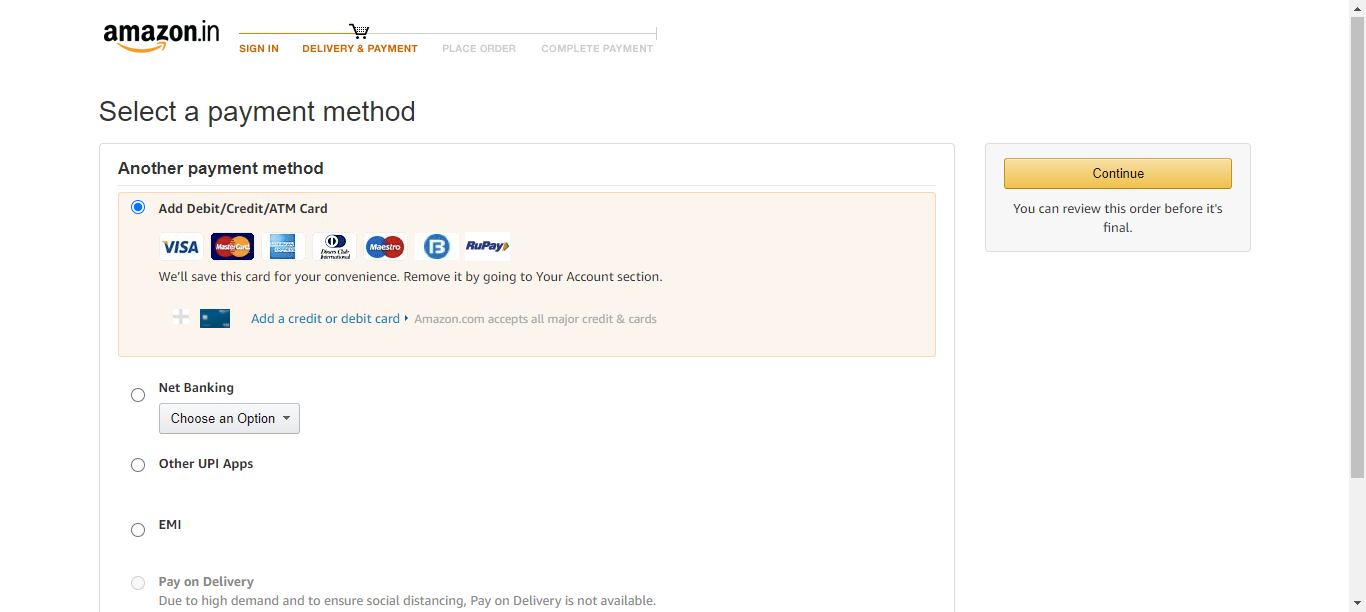 amazon.in
SIGN IN DELIVERY & PAYMENT PLACE ORDER COMPLETE PAYMENT
Select a payment method
Another payment method
Continue
You can review this order before it's
final.
Add Debit/Credit/ATM Card
VISA MasterCard AMERICAN EXPRESS Diners Club International Maestro B RuPay
We'll save this card for your convenience. Remove it by going to Your Account section.
Add a credit or debit card Amazon.com accepts all major credit & cards
Net Banking
Choose an Option
Other UPI Apps
EMI
Pay on Delivery
Due to high demand and to ensure social distancing, Pay on Delivery is not available.